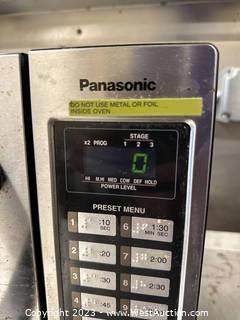 Panasonic
DO NOT USE METAL OR FOIL
INSIDE OVEN
STAGE
x2 PROG 1 2 3
0
HI M.HI MED LOW DEF HOLD
POWER LEVEL
PRESET MENU
1 :10 SEC 6 1:30 MIN SEC
2 :20 7 2:00
3 :30 8 2:30
4 :45 9
Copyright 2023 - WestAuction.com